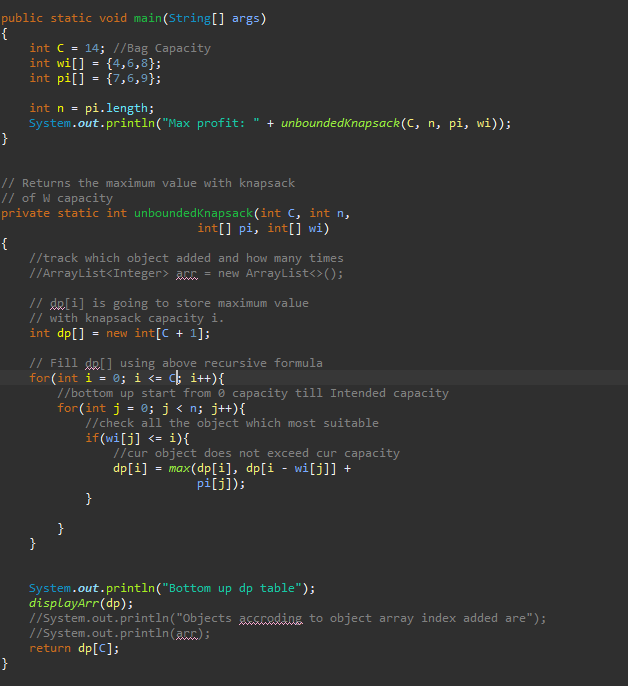 public static void main(String[] args)
{
    int C = 14; //Bag Capacity
    int wi[] = {4,6,8};
    int pi[] = {7,6,9};
    int n = pi.length;
    System.out.println("Max profit: " + unboundedKnapsack(C, n, pi, wi));
}
// Returns the maximum value with knapsack
// of W capacity
private static int unboundedKnapsack(int C, int n,
                            int[] pi, int[] wi)
{
    //track which object added and how many times
    //ArrayList<Integer> arr = new ArrayList<>();
    // dp[i] is going to store maximum value
    // with knapsack capacity i.
    int dp[] = new int[C + 1];
    // Fill dp[] using above recursive formula
    for(int i = 0; i <= C; i++){
        //bottom up start from 0 capacity till Intended capacity
        for(int j = 0; j < n; j++){
            //check all the object which most suitable
            if(wi[j] <= i){
                //cur object does not exceed cur capacity
                dp[i] = max(dp[i], dp[i - wi[j]] +
                            pi[j]);
            }
        }
    }
    System.out.println("Bottom up dp table");
    displayArr(dp);
    //System.out.println("Objects accroding to object array index added are");
    //System.out.println(arr);
    return dp[C];
}